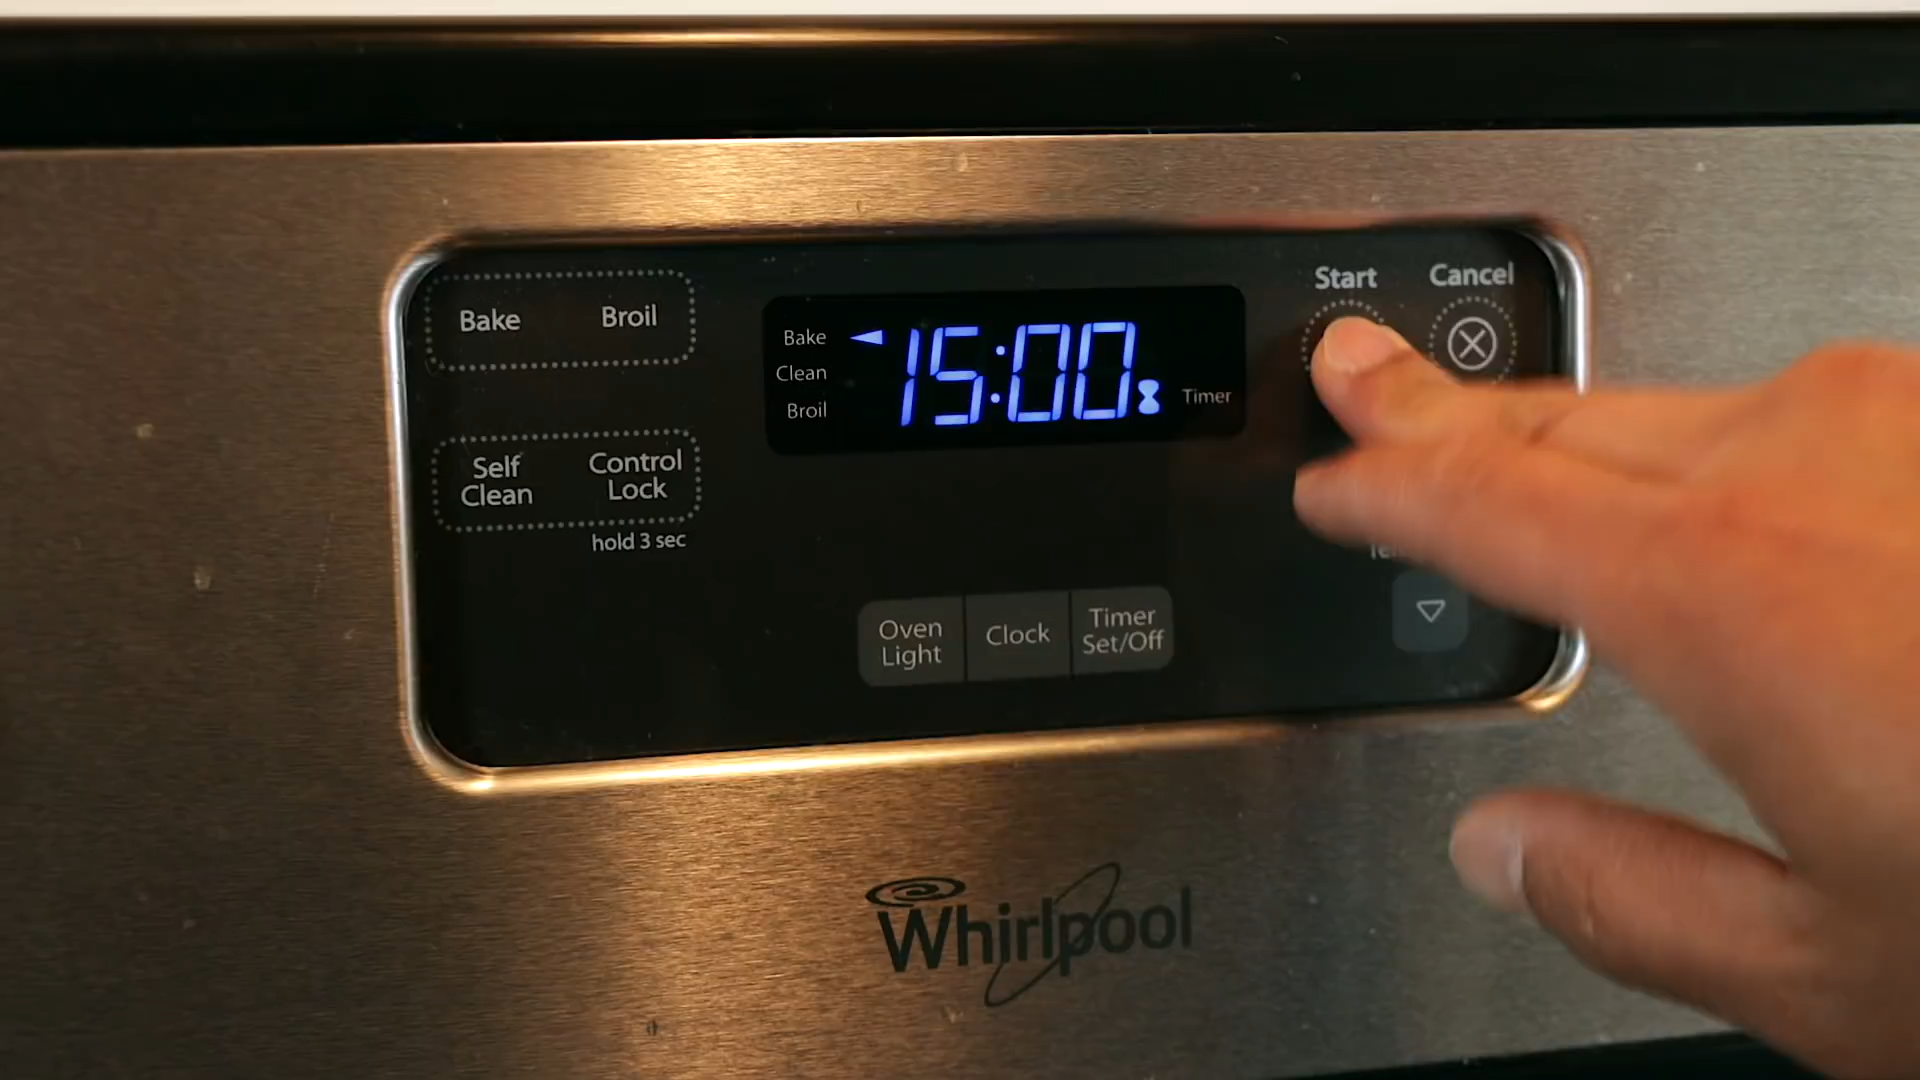 Bake Broil
Self Clean
Control Lock
hold 3 sec
Bake
Clean
Broil
15:00
Timer
Start Cancel
Oven Light
Clock
Timer Set/Off
Whirlpool